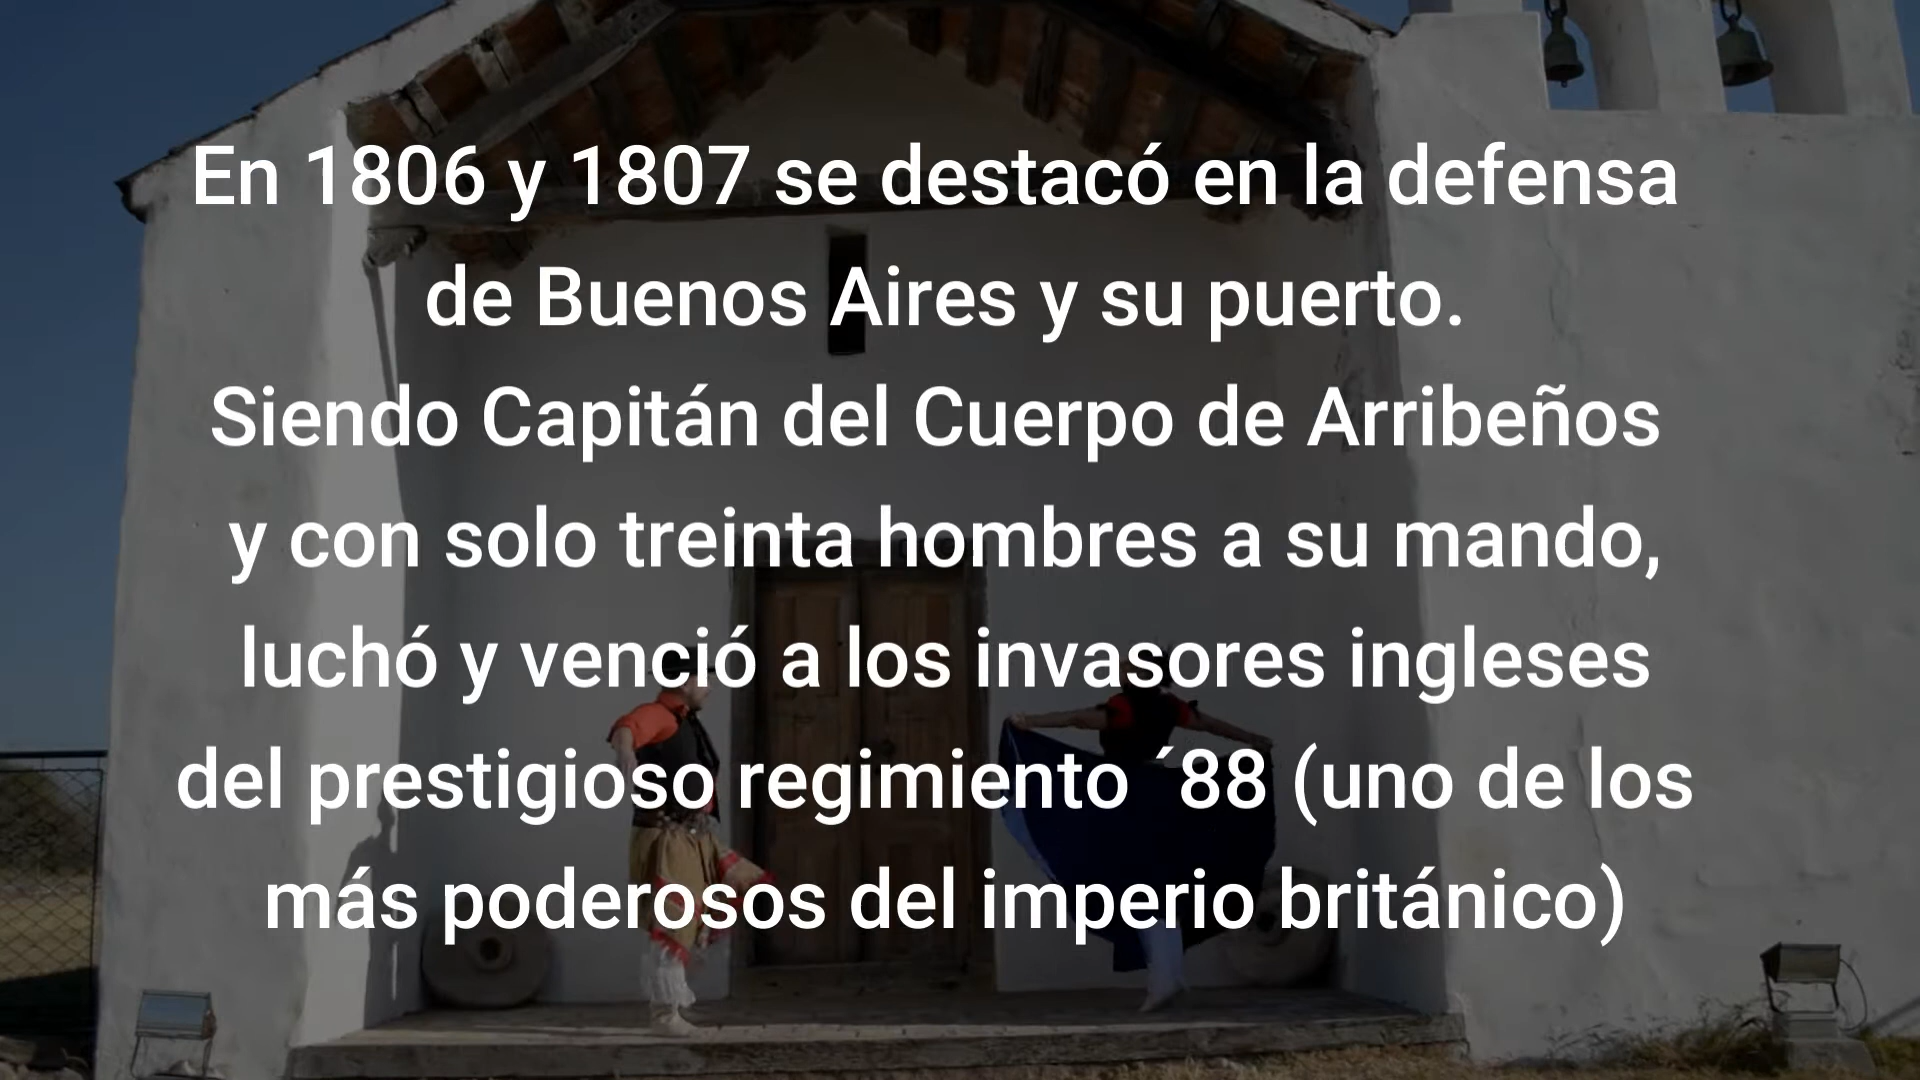 En 1806 y 1807 se destacó en la defensa
de Buenos Aires y su puerto.
Siendo Capitán del Cuerpo de Arribeños
y con solo treinta hombres a su mando,
luchó y venció a los invasores ingleses
del prestigioso regimiento ´88 (uno de los
más poderosos del imperio británico)